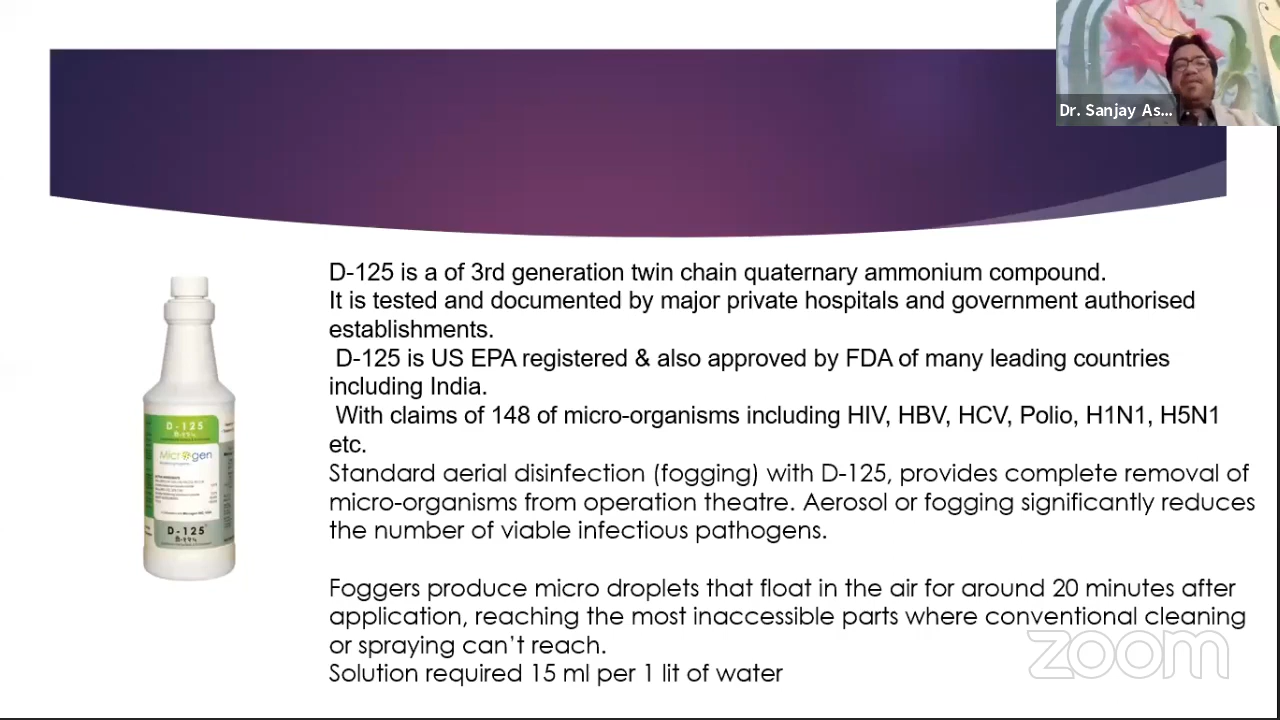 Dr. Sanjay As...
D-125 is a of 3rd generation twin chain quaternary ammonium compound.
It is tested and documented by major private hospitals and government authorised
establishments.
D-125 is US EPA registered & also approved by FDA of many leading countries
including India.
With claims of 148 of micro-organisms including HIV, HBV, HCV, Polio, H1N1, H5N1
etc.
Standard aerial disinfection (fogging) with D-125, provides complete removal of
micro-organisms from operation theatre. Aerosol or fogging significantly reduces
the number of viable infectious pathogens.
Foggers produce micro droplets that float in the air for around 20 minutes after
application, reaching the most inaccessible parts where conventional cleaning
or spraying can't reach.
Solution required 15 ml per 1 lit of water
D-125
Microgen
D-125
zoom